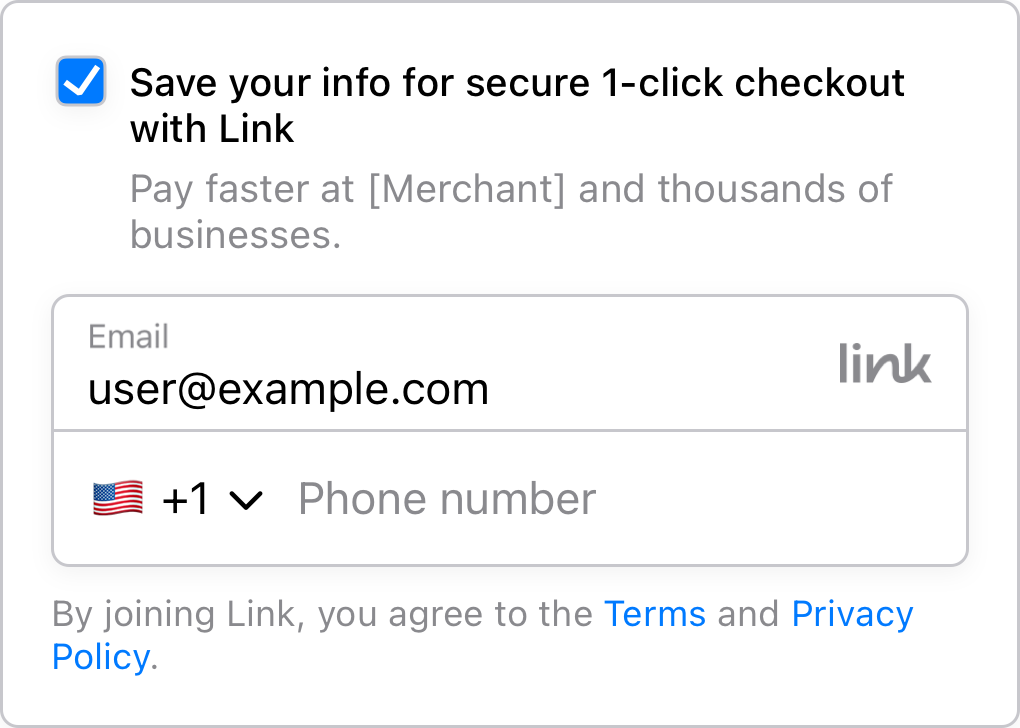 Save your info for secure 1-click checkout
with Link
Pay faster at [Merchant] and thousands of
businesses.
Email
user@example.com
link
+1
Phone number
By joining Link, you agree to the Terms and Privacy
Policy.